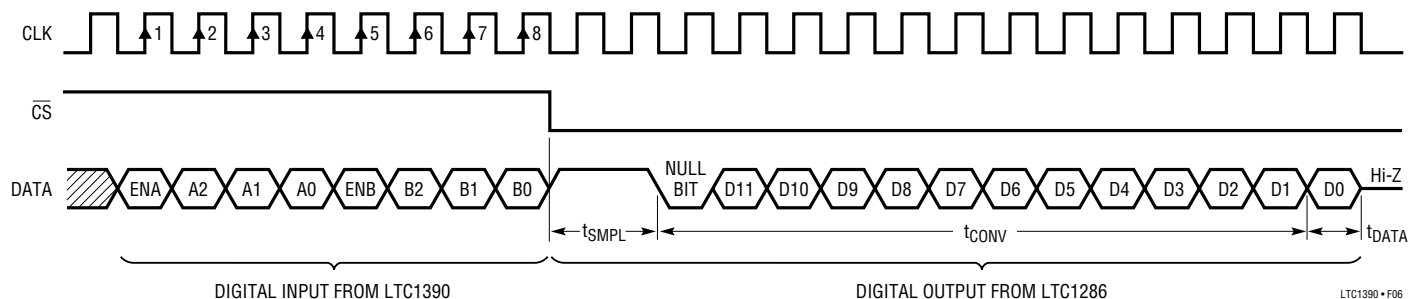 CLK 1 2 3 4 5 6 7 8
CS
DATA ENA A2 A1 A0 ENB B2 B1 B0 NULL BIT D11 D10 D9 D8 D7 D6 D5 D4 D3 D2 D1 D0 Hi-Z
tSMPL tCONV tDATA
DIGITAL INPUT FROM LTC1390 DIGITAL OUTPUT FROM LTC1286
LTC1390 • F06